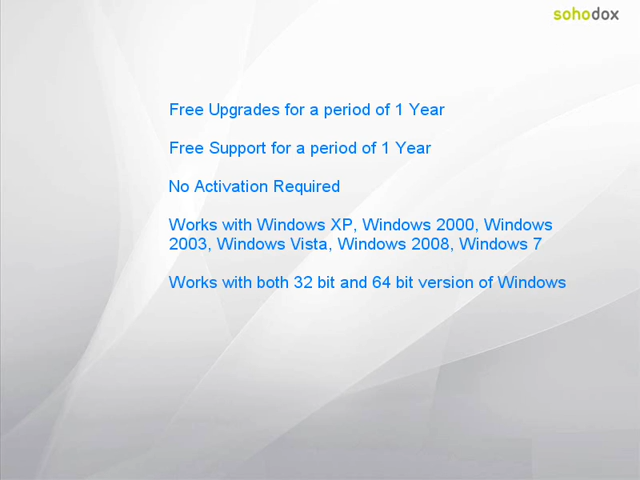 sohodox
Free Upgrades for a period of 1 Year
Free Support for a period of 1 Year
No Activation Required
Works with Windows XP, Windows 2000, Windows
2003, Windows Vista, Windows 2008, Windows 7
Works with both 32 bit and 64 bit version of Windows